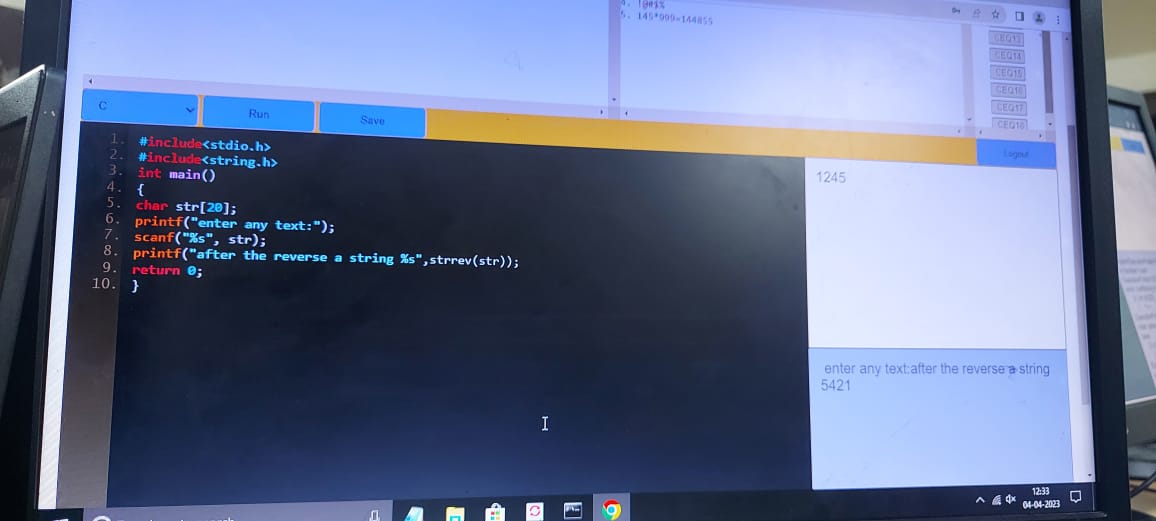 4. !@#$%
5. 145*999=144855
CEQ13
CEQ14
CEQ15
CEQ16
CEQ17
CEQ18
C
Run
Save
Logout
1. #include<stdio.h>
2. #include<string.h>
3. int main()
4. {
5. char str[20];
6. printf("enter any text:");
7. scanf("%s", str);
8. printf("after the reverse a string %s",strrev(str));
9. return 0;
10. }
1245
enter any text:after the reverse a string
5421
12:33
04-04-2023